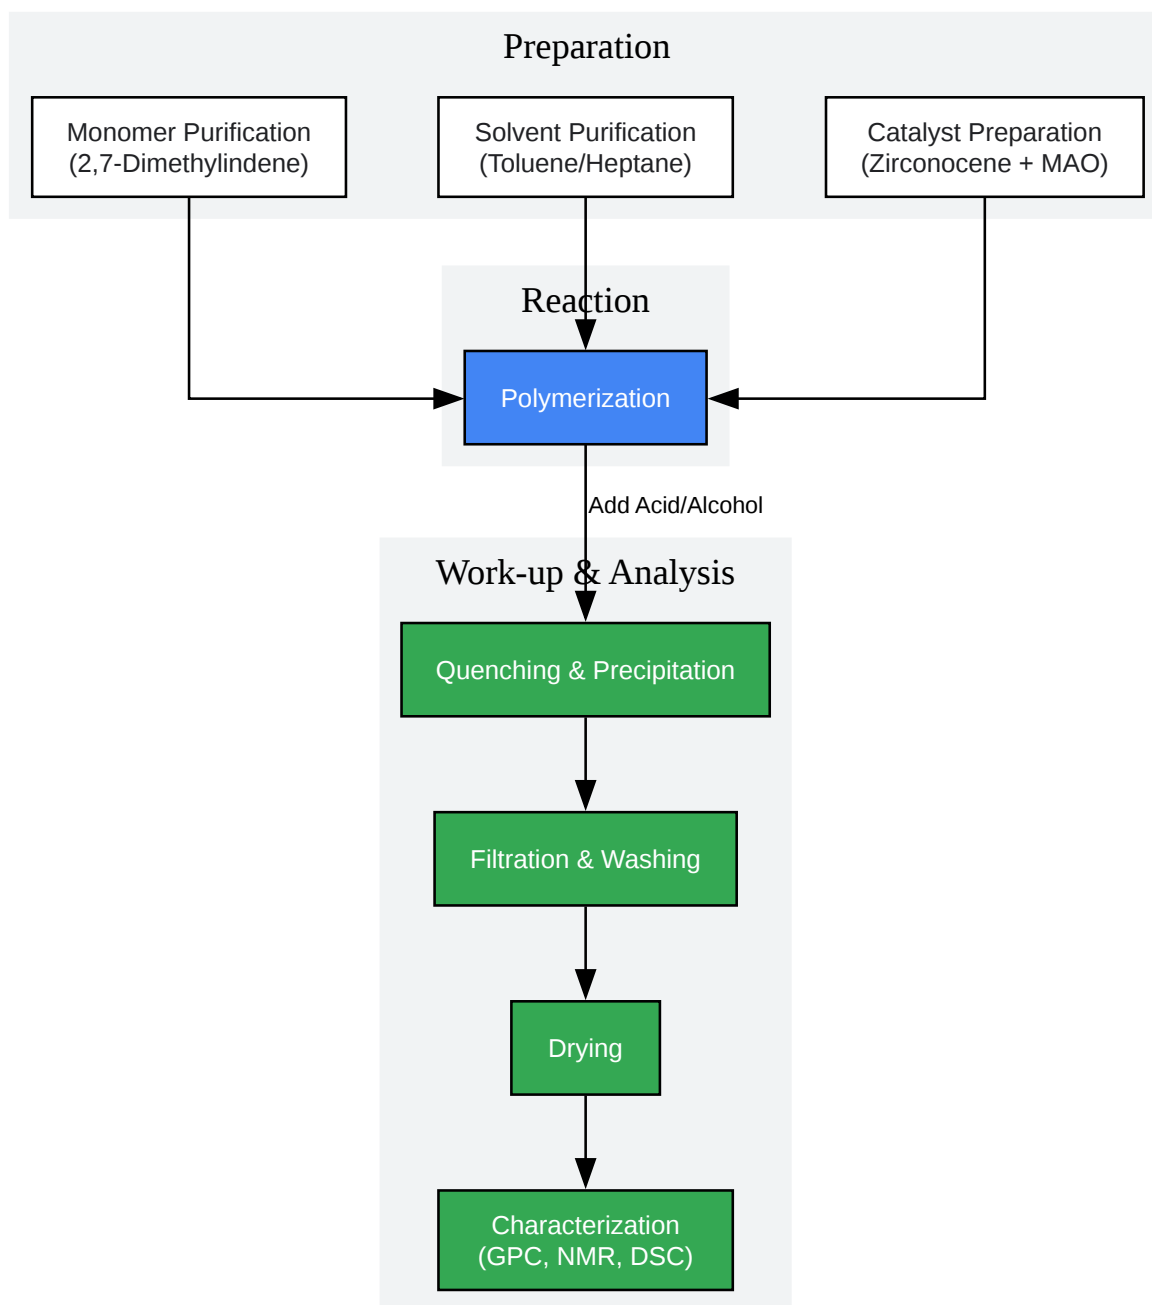 Preparation
Monomer Purification
(2,7-Dimethylindene)
Solvent Purification
(Toluene/Heptane)
Catalyst Preparation
(Zirconocene + MAO)
Reaction
Polymerization
Add Acid/Alcohol
Work-up & Analysis
Quenching & Precipitation
Filtration & Washing
Drying
Characterization
(GPC, NMR, DSC)